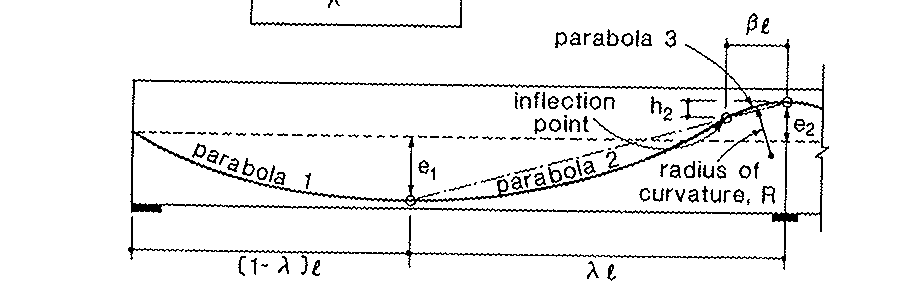 λ
βℓ
parabola 3
inflection
point
h2
e2
e1
parabola 1
parabola 2
radius of
curvature, R
(1-λ)ℓ
λℓ